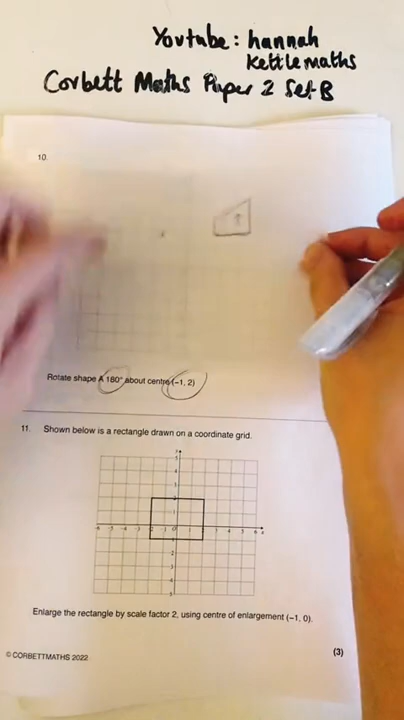 Youtube: hannah
Kettlemaths
Corbett Maths Paper 2 Set B
10.
Rotate shape A 180° about centre (-1, 2)
11. Shown below is a rectangle drawn on a coordinate grid.
Enlarge the rectangle by scale factor 2, using centre of enlargement (-1, 0).
(3)
© CORBETTMATHS 2022